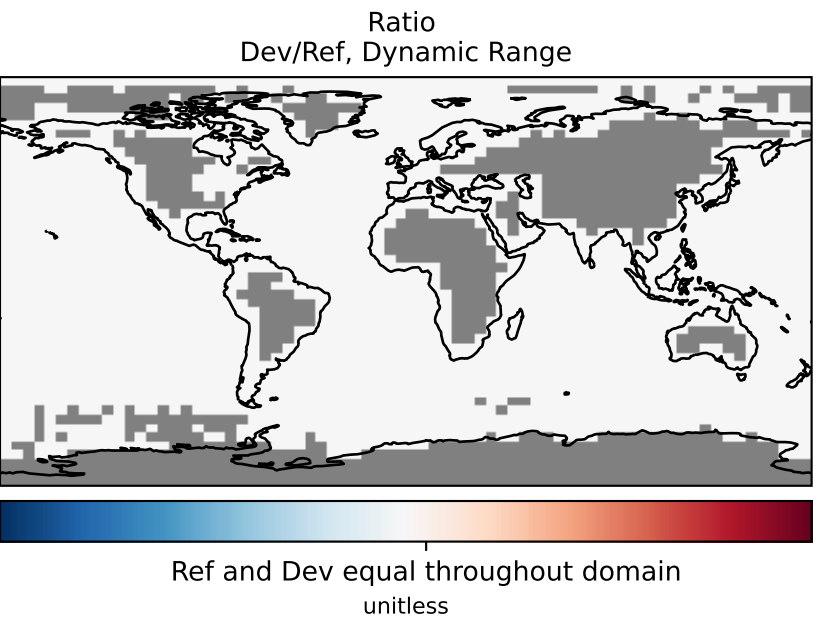 Ratio
Dev/Ref, Dynamic Range
Ref and Dev equal throughout domain
unitless